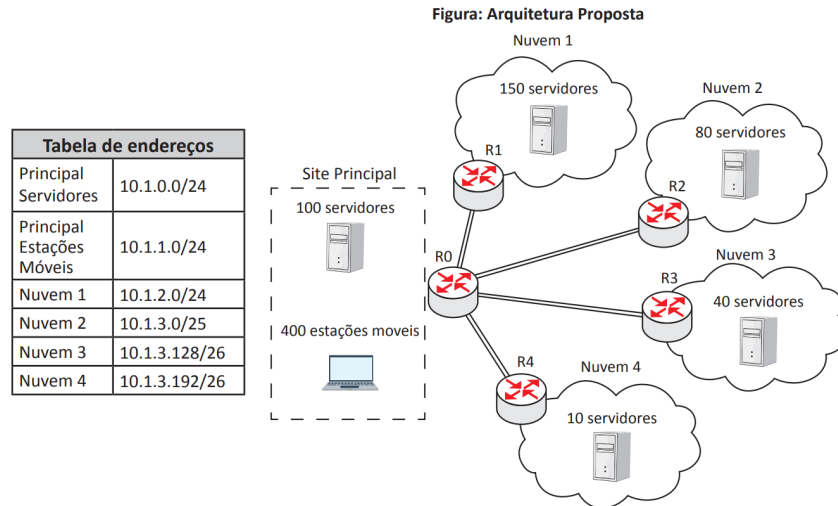 Figura: Arquitetura Proposta
Nuvem 1
150 servidores
R1
Nuvem 2
80 servidores
R2
Tabela de endereços
Principal
Servidores
10.1.0.0/24
Principal
Estações
Móveis
10.1.1.0/24
Nuvem 1
10.1.2.0/24
Nuvem 2
10.1.3.0/25
Nuvem 3
10.1.3.128/26
Nuvem 4
10.1.3.192/26
Site Principal
100 servidores
400 estações moveis
R0
Nuvem 3
R3
40 servidores
R4
Nuvem 4
10 servidores